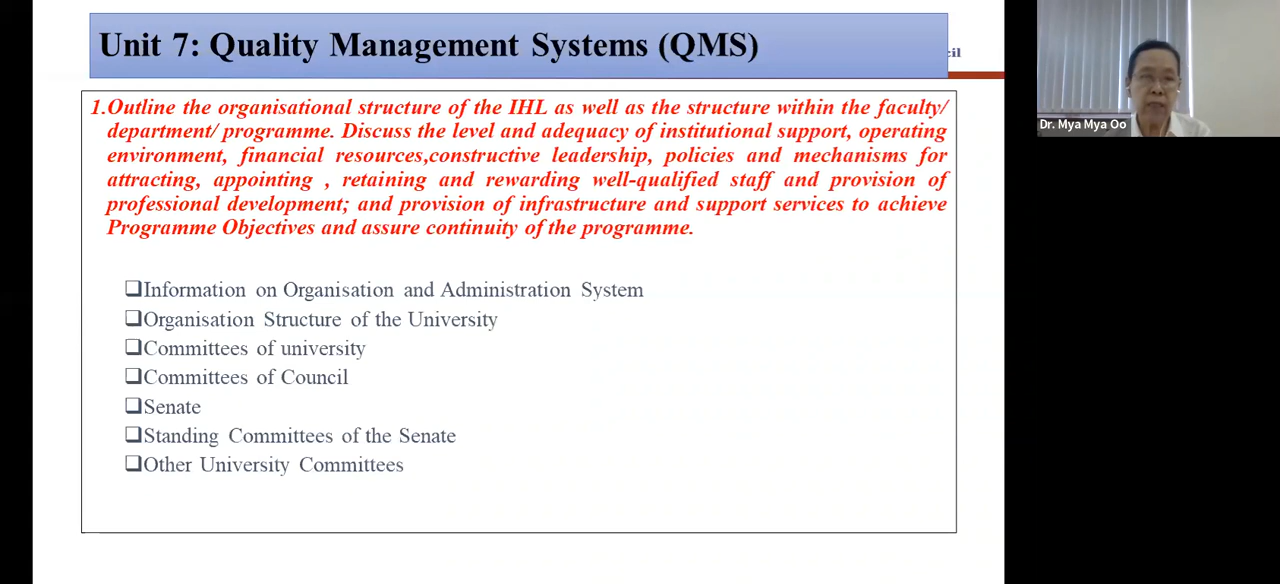 Unit 7: Quality Management Systems (QMS)
cil
1.Outline the organisational structure of the IHL as well as the structure within the faculty/
department/ programme. Discuss the level and adequacy of institutional support, operating
environment, financial resources,constructive leadership, policies and mechanisms for
attracting, appointing , retaining and rewarding well-qualified staff and provision of
professional development; and provision of infrastructure and support services to achieve
Programme Objectives and assure continuity of the programme.
❑Information on Organisation and Administration System
❑Organisation Structure of the University
❑Committees of university
❑Committees of Council
❑Senate
❑Standing Committees of the Senate
❑Other University Committees
Dr. Mya Mya Oo